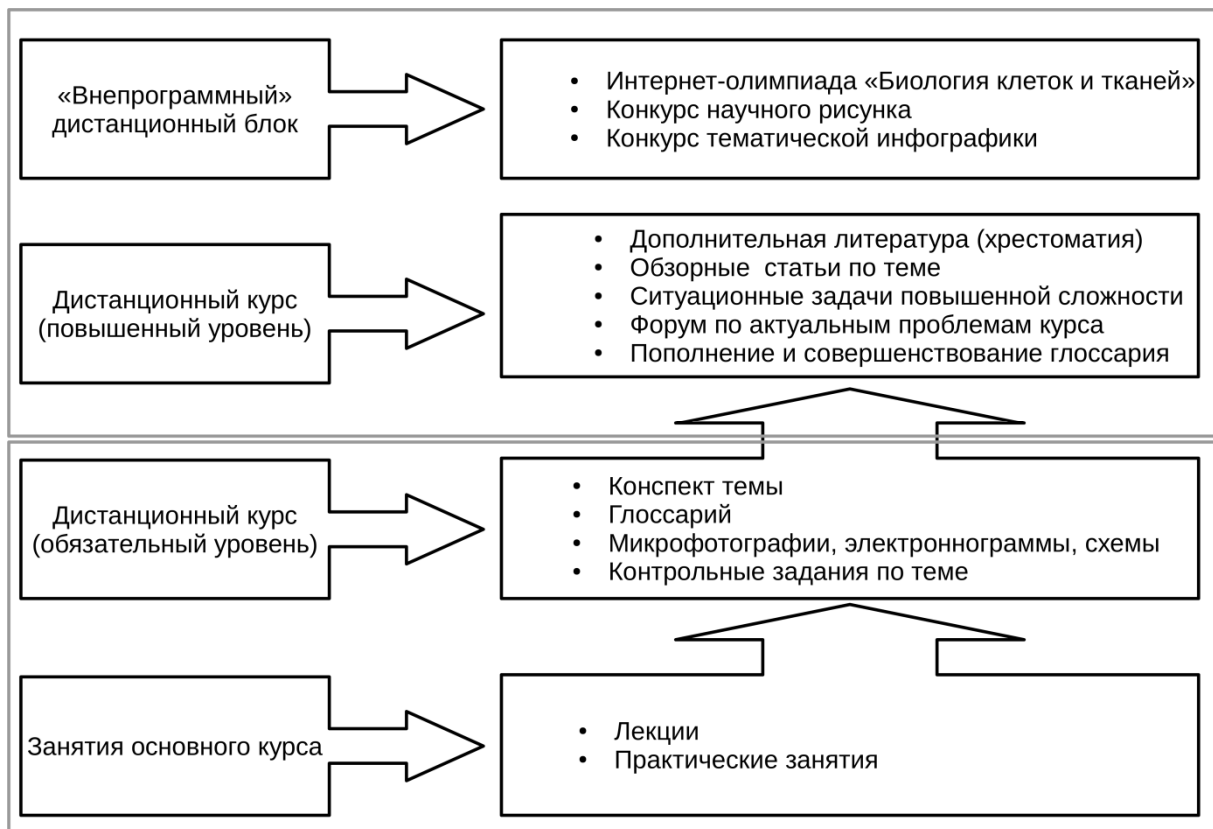 «Внепрограммный»
дистанционный блок
• Интернет-олимпиада «Биология клеток и тканей»
• Конкурс научного рисунка
• Конкурс тематической инфографики
Дистанционный курс
(повышенный уровень)
• Дополнительная литература (хрестоматия)
• Обзорные статьи по теме
• Ситуационные задачи повышенной сложности
• Форум по актуальным проблемам курса
• Пополнение и совершенствование глоссария
Дистанционный курс
(обязательный уровень)
• Конспект темы
• Глоссарий
• Микрофотографии, электроннограммы, схемы
• Контрольные задания по теме
Занятия основного курса
• Лекции
• Практические занятия